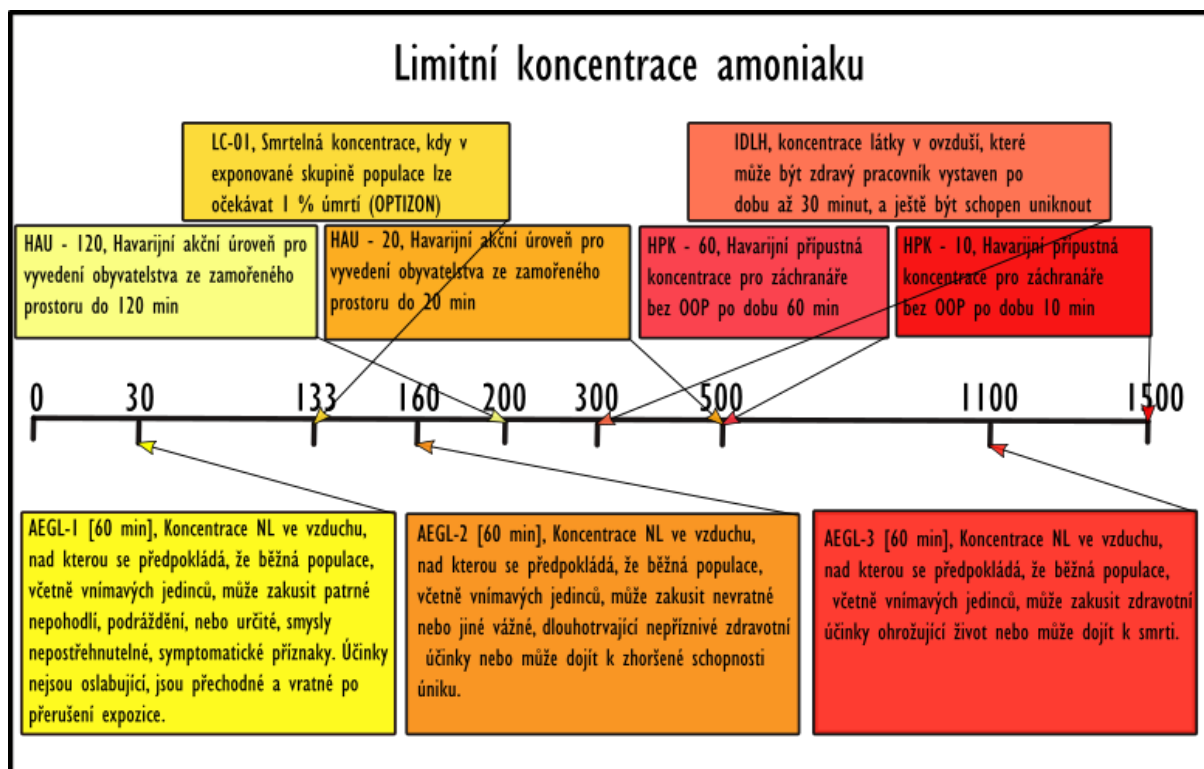 Limitní koncentrace amoniaku
LC-01, Smrtelná koncentrace, kdy v
exponované skupině populace lze
očekávat 1 % úmrtí (OPTIZON)
IDLH, koncentrace látky v ovzduší, které
může být zdravý pracovník vystaven po
dobu až 30 minut, a ještě být schopen uniknout
HAU - 120, Havarijní akční úroveň pro
vyvedení obyvatelstva ze zamořeného
prostoru do 120 min
HAU - 20, Havarijní akční úroveň pro
vyvedení obyvatelstva ze zamořeného
prostoru do 20 min
HPK - 60, Havarijní přípustná
koncentrace pro záchranáře
bez OOP po dobu 60 min
HPK - 10, Havarijní přípustná
koncentrace pro záchranáře
bez OOP po dobu 10 min
0 30 133 160 200 300 500 1100 1500
AEGL-1 [60 min], Koncentrace NL ve vzduchu,
nad kterou se předpokládá, že běžná populace,
včetně vnímavých jedinců, může zakusit patrné
nepohodlí, podráždění, nebo určité, smysly
nepostřehnutelné, symptomatické příznaky. Účinky
nejsou oslabující, jsou přechodné a vratné po
přerušení expozice.
AEGL-2 [60 min], Koncentrace NL ve vzduchu,
nad kterou se předpokládá, že běžná populace,
včetně vnímavých jedinců, může zakusit nevratné
nebo jiné vážné, dlouhotrvající nepříznivé zdravotní
účinky nebo může dojít k zhoršené schopnosti
úniku.
AEGL-3 [60 min], Koncentrace NL ve vzduchu,
nad kterou se předpokládá, že běžná populace,
včetně vnímavých jedinců, může zakusit zdravotní
účinky ohrožující život nebo může dojít k smrti.